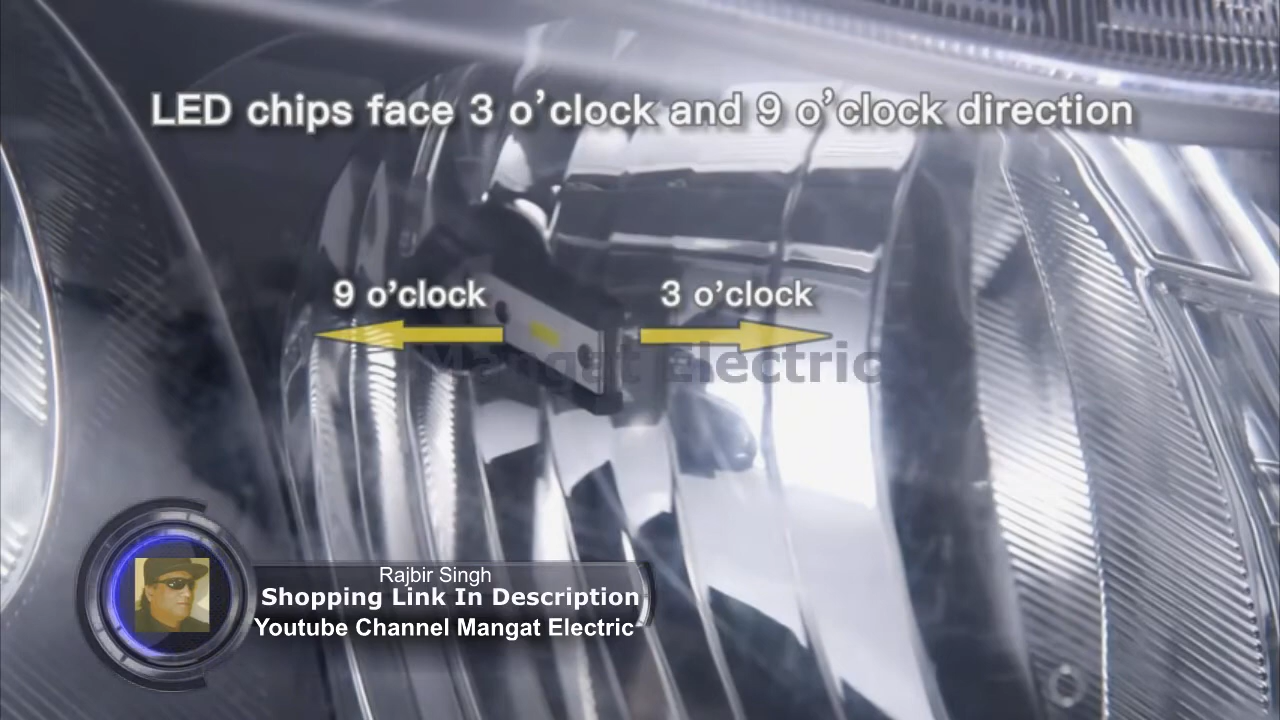 LED chips face 3 o'clock and 9 o'clock direction
9 o'clock
3 o'clock
Mangat Electric
Rajbir Singh
Shopping Link In Description
Youtube Channel Mangat Electric